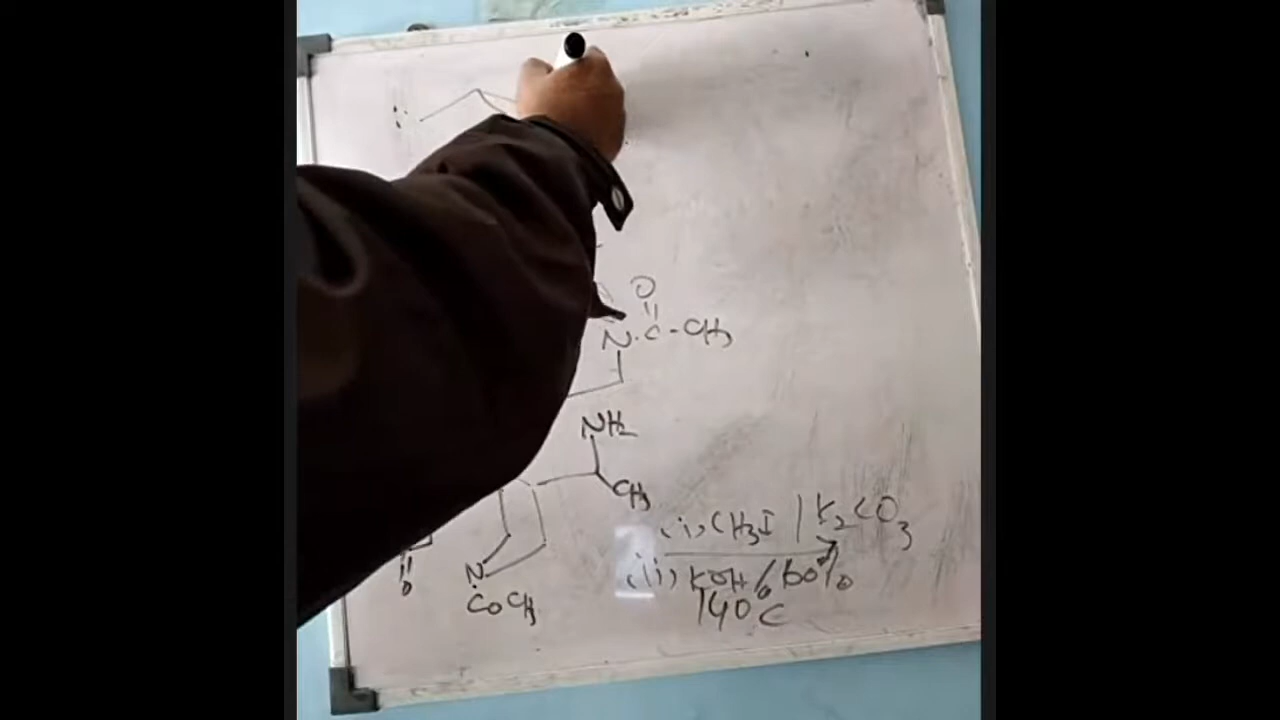 O
||
N.C-CH3
NH2
CH3
(i) CH3I / K2CO3
(ii) KOH / 60%
140 C
O
N
COCH3